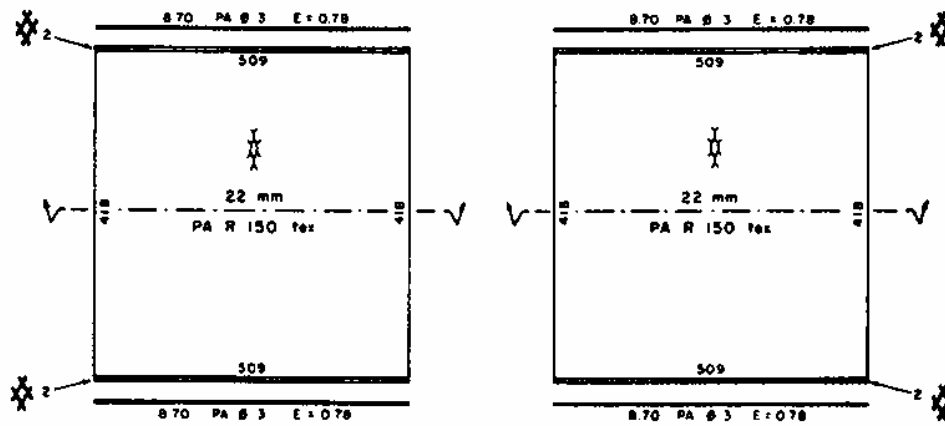 8.70 PA Ø 3 E = 0.78
2
509
22 mm
418
418
PA R 150 tex
509
2
8.70 PA Ø 3 E = 0.78
8.70 PA Ø 3 E = 0.78
2
509
22 mm
418
418
PA R 150 tex
509
2
8.70 PA Ø 3 E = 0.78